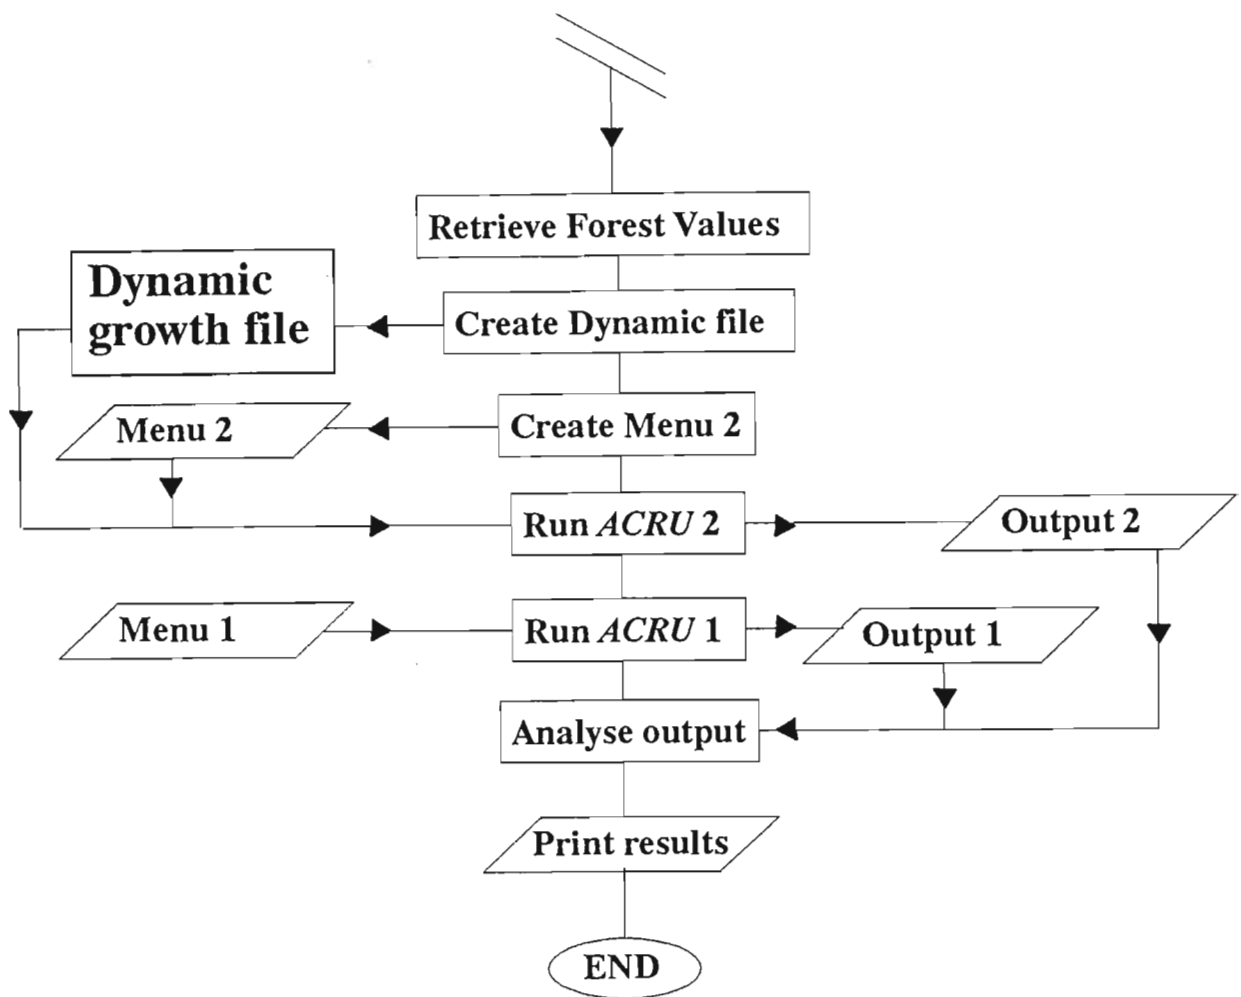 Retrieve Forest Values
Dynamic
growth file
Create Dynamic file
Menu 2
Create Menu 2
Run ACRU 2
Output 2
Menu 1
Run ACRU 1
Output 1
Analyse output
Print results
END